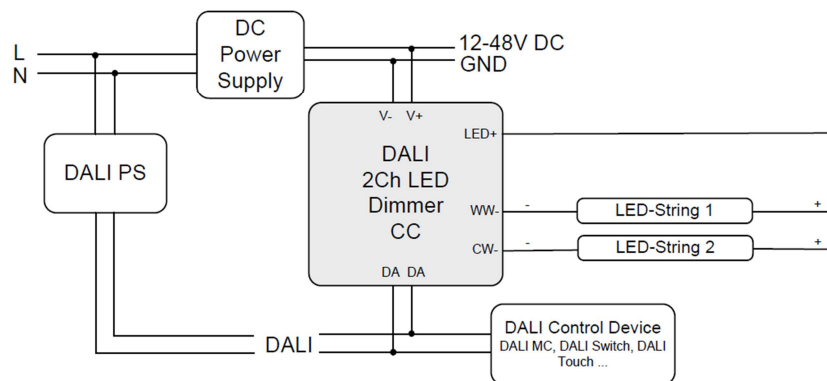 L
N
DC
Power
Supply
12-48V DC
GND
DALI PS
V- V+
LED+
DALI
2Ch LED
Dimmer
CC
WW-
- LED-String 1 +
CW-
- LED-String 2 +
DA DA
DALI
DALI Control Device
DALI MC, DALI Switch, DALI
Touch ...